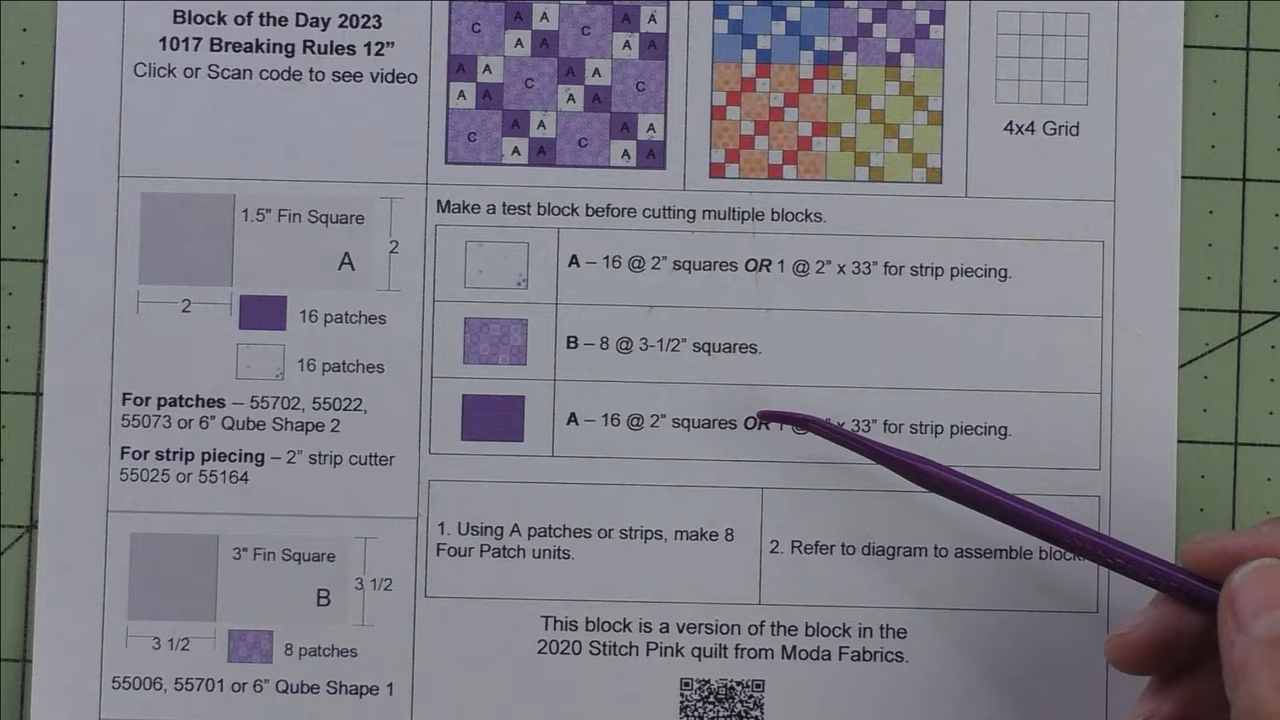 Block of the Day 2023
1017 Breaking Rules 12”
Click or Scan code to see video
C A A C A A
A A A A
A A C A A C
A A A A
C A A C A A
A A A A
4x4 Grid
1.5" Fin Square
A
2
2
16 patches
16 patches
For patches – 55702, 55022,
55073 or 6” Qube Shape 2
For strip piecing – 2” strip cutter
55025 or 55164
3" Fin Square
B
3 1/2
3 1/2
8 patches
55006, 55701 or 6” Qube Shape 1
Make a test block before cutting multiple blocks.
A – 16 @ 2” squares OR 1 @ 2” x 33” for strip piecing.
B – 8 @ 3-1/2” squares.
A – 16 @ 2” squares OR 1 @ x 33” for strip piecing.
1. Using A patches or strips, make 8
Four Patch units.
2. Refer to diagram to assemble block.
This block is a version of the block in the
2020 Stitch Pink quilt from Moda Fabrics.